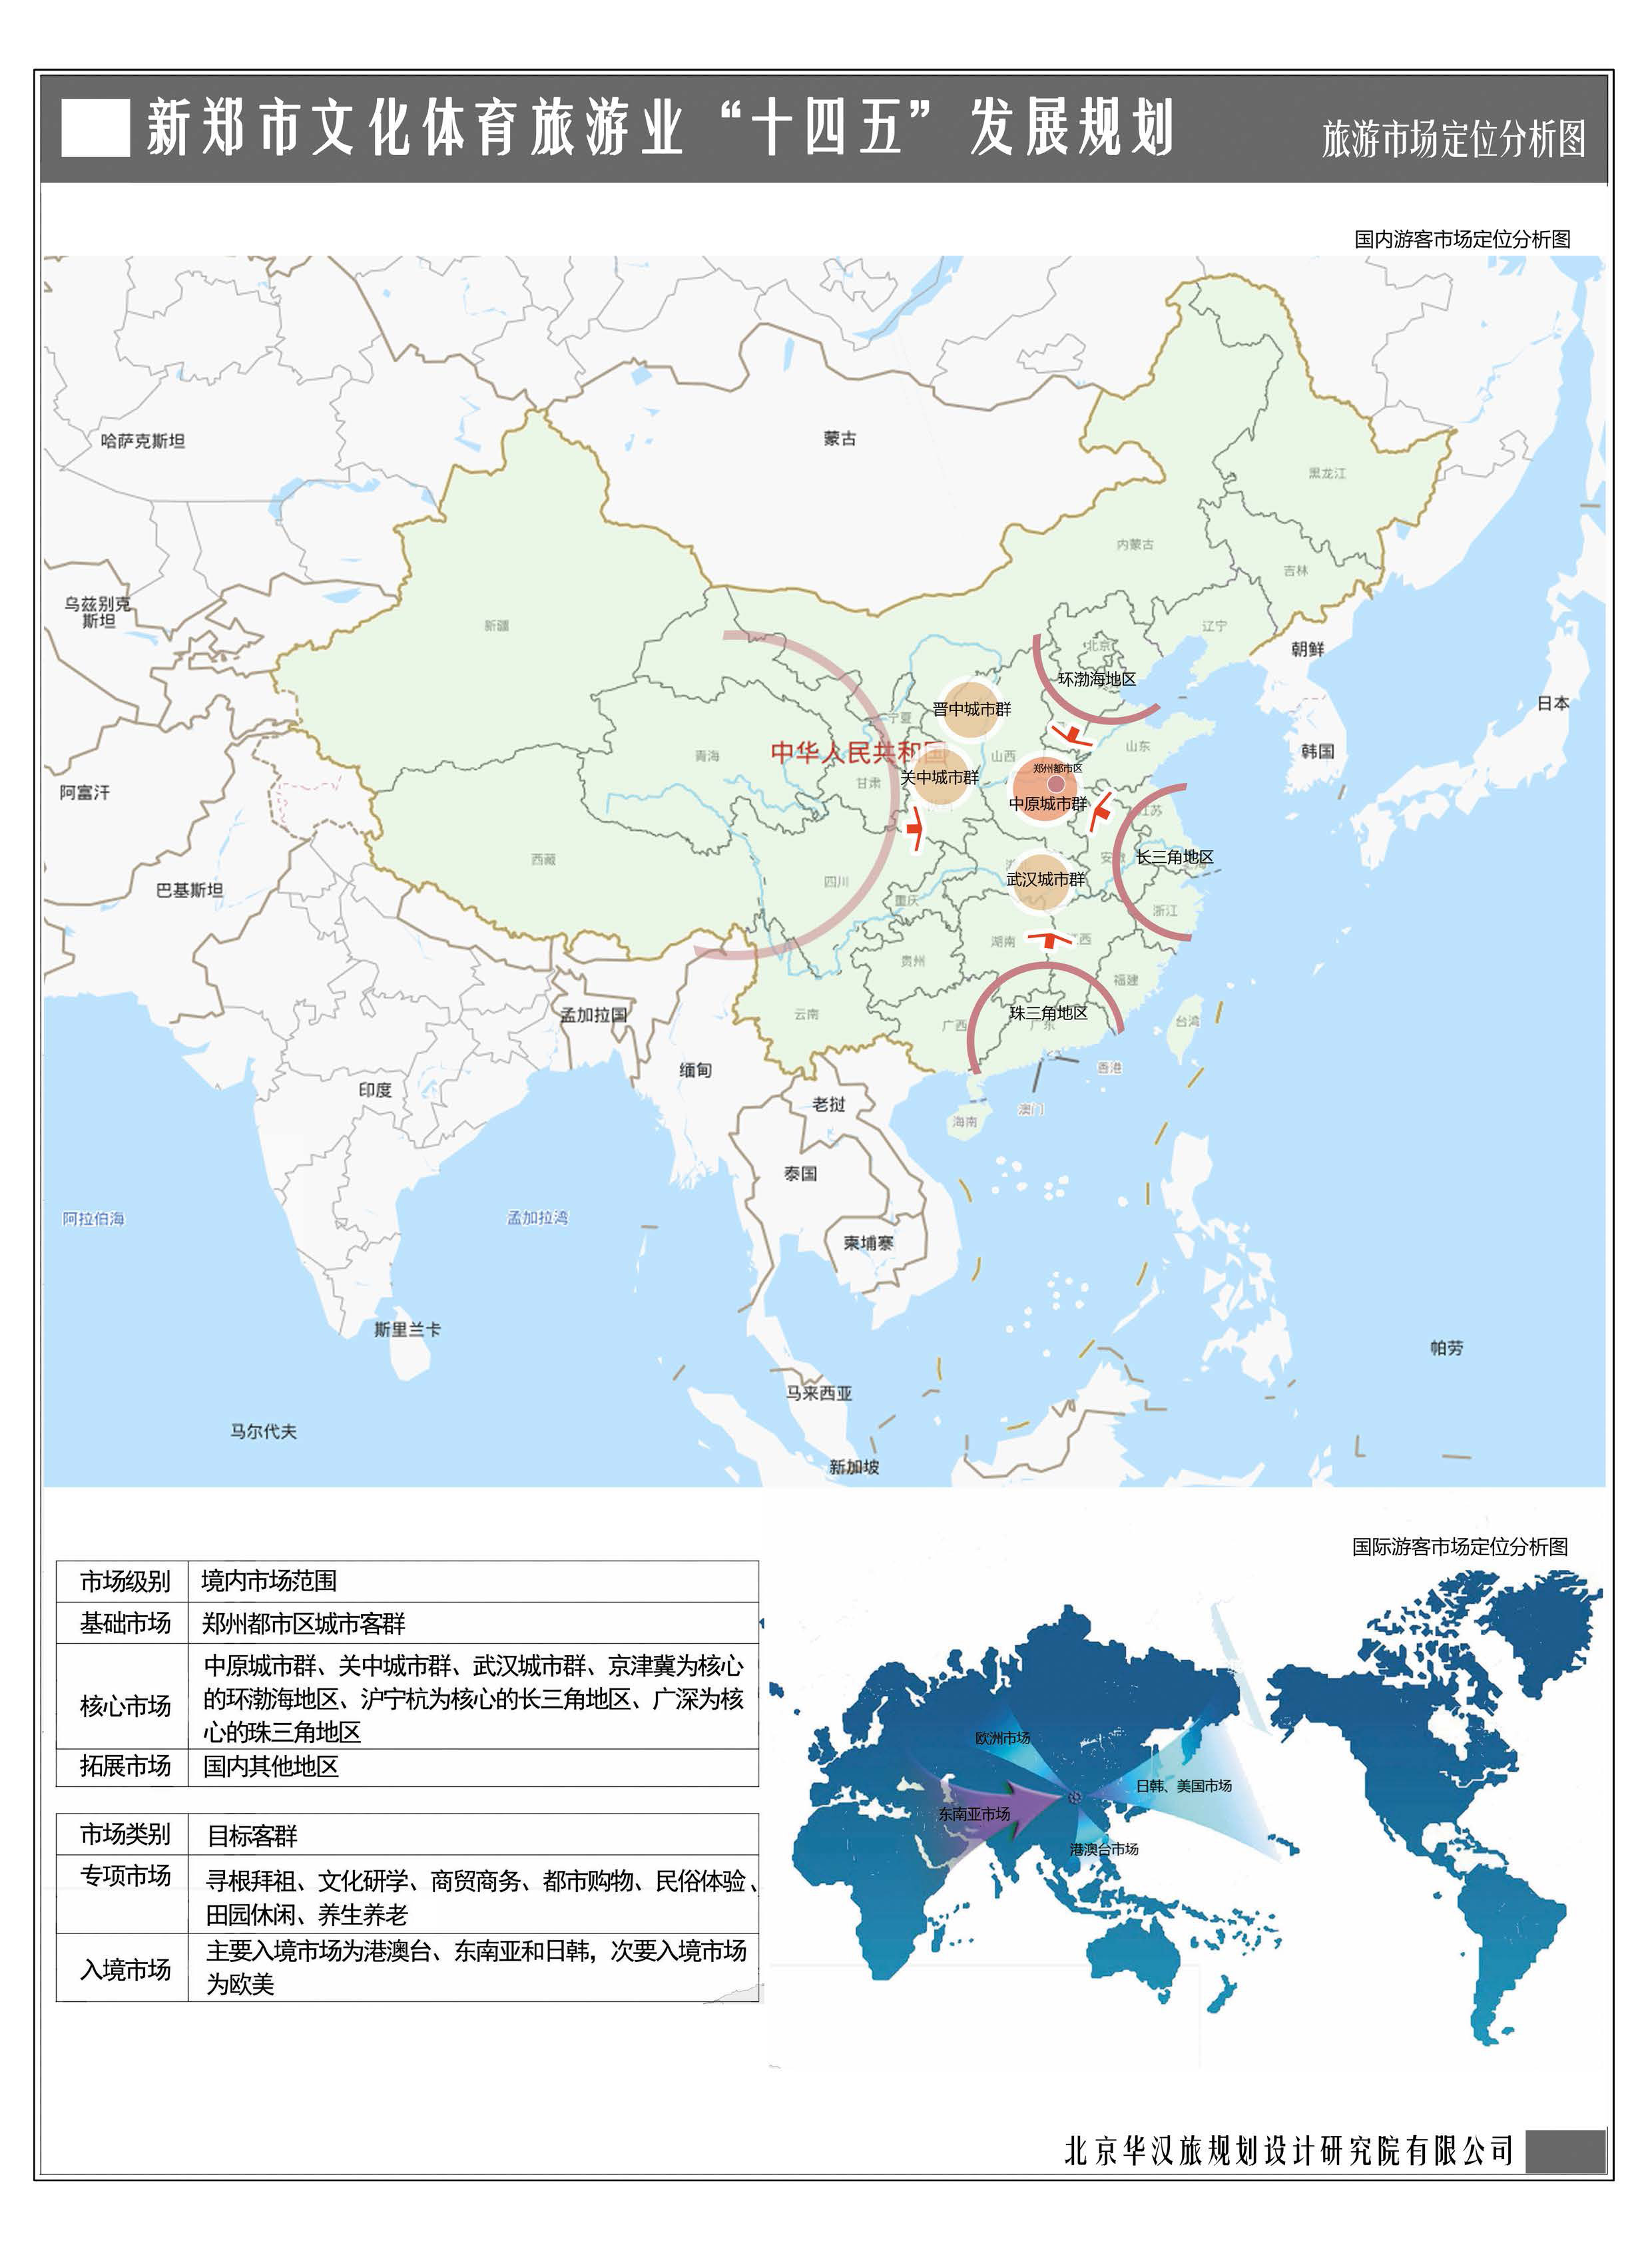 新郑市文化体育旅游业“十四五”发展规划
旅游市场定位分析图
国内游客市场定位分析图
哈萨克斯坦
蒙古
黑龙江
内蒙古
吉林
乌兹别克
斯坦
新疆
辽宁
朝鲜
北京
环渤海地区
日本
晋中城市群
宁夏
山东
韩国
中华人民共和国
青海
山西
郑州都市区
关中城市群
甘肃
阿富汗
中原城市群
江苏
长三角地区
安徽
西藏
四川
武汉城市群
巴基斯坦
重庆
浙江
湖南
江西
贵州
福建
孟加拉国
云南
珠三角地区
广西
广东
台湾
缅甸
香港
印度
老挝
澳门
海南
泰国
阿拉伯海
孟加拉湾
柬埔寨
斯里兰卡
帕劳
马来西亚
马尔代夫
新加坡
国际游客市场定位分析图
市场级别 境内市场范围
基础市场 郑州都市区城市客群
核心市场 中原城市群、关中城市群、武汉城市群、京津冀为核心
的环渤海地区、沪宁杭为核心的长三角地区、广深为核
心的珠三角地区
拓展市场 国内其他地区
市场类别 目标客群
专项市场 寻根拜祖、文化研学、商贸商务、都市购物、民俗体验、
田园休闲、养生养老
入境市场 主要入境市场为港澳台、东南亚和日韩，次要入境市场
为欧美
欧洲市场
日韩、美国市场
东南亚市场
港澳台市场
北京华汉旅规划设计研究院有限公司